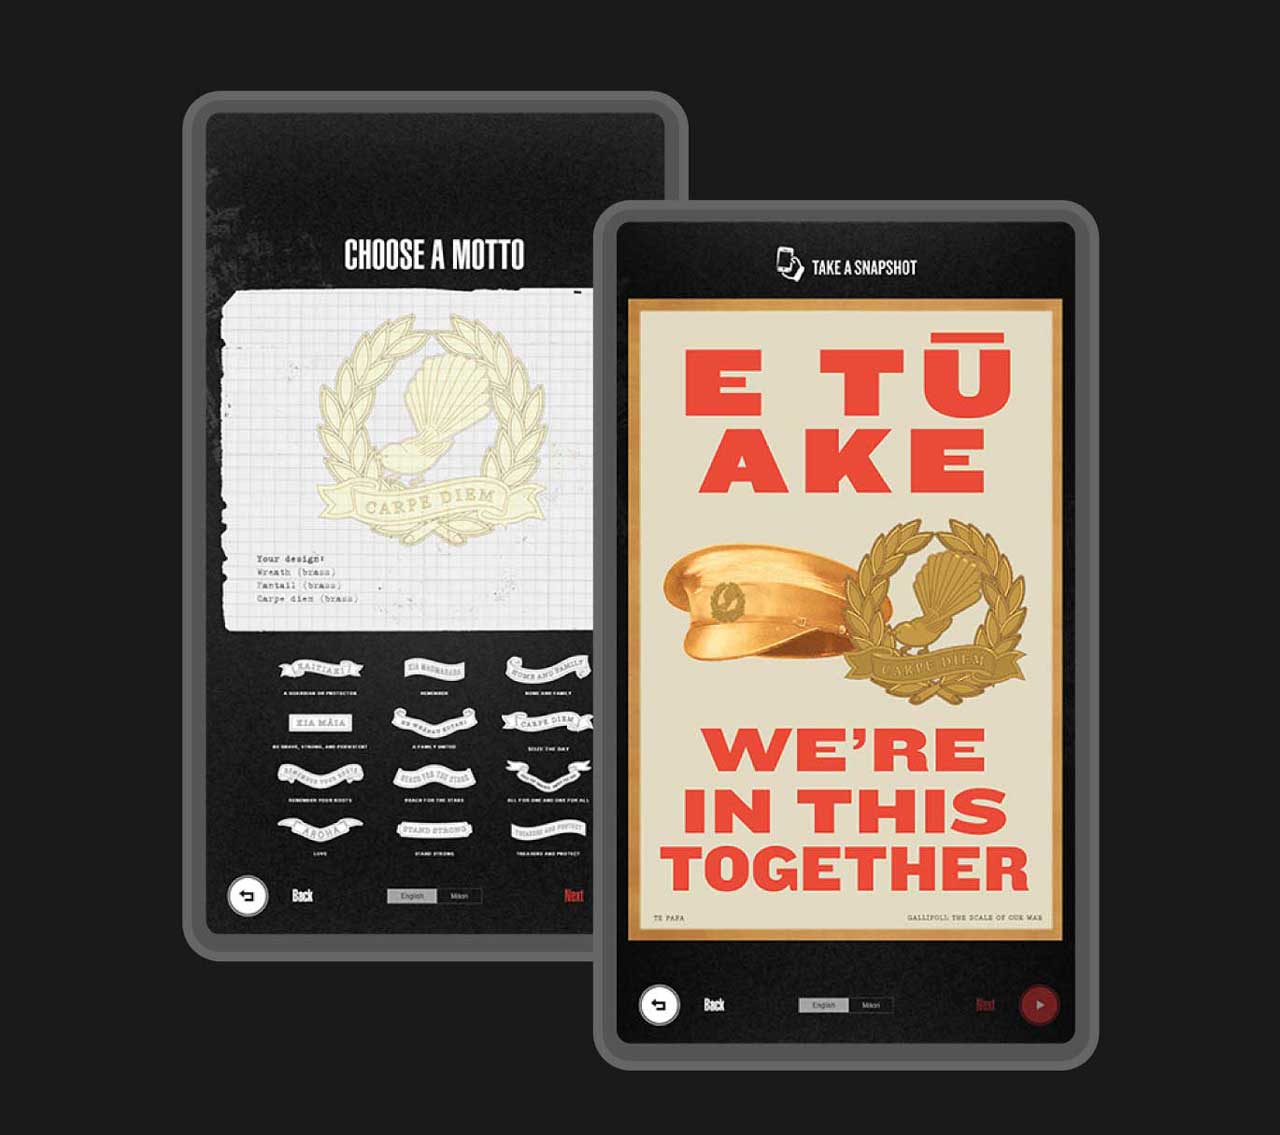 CHOOSE A MOTTO
CARPE DIEM
Your design:
Wreath (brass)
Fantail (brass)
Carpe diem (brass)
KAITIAKI
KIA MAUMAHARA
HOME AND FAMILY
A GUARDIAN OR PROTECTOR
REMEMBER
HOME AND FAMILY
KIA MĀIA
CARPE DIEM
BE BRAVE, STRONG, AND PERSISTENT
A FAMILY UNITED
SEIZE THE DAY
REMEMBER YOUR ROOTS
REACH FOR THE STARS
REMEMBER YOUR ROOTS
REACH FOR THE STARS
ALL FOR ONE AND ONE FOR ALL
AROHA
STAND STRONG
TREASURE AND PROTECT
LOVE
STAND STRONG
TREASURE AND PROTECT
Back
English
Māori
Next
TAKE A SNAPSHOT
E TŪ
AKE
CARPE DIEM
WE'RE
IN THIS
TOGETHER
TE PAPA
GALLIPOLI: THE SCALE OF OUR WAR
Back
English
Māori
Next